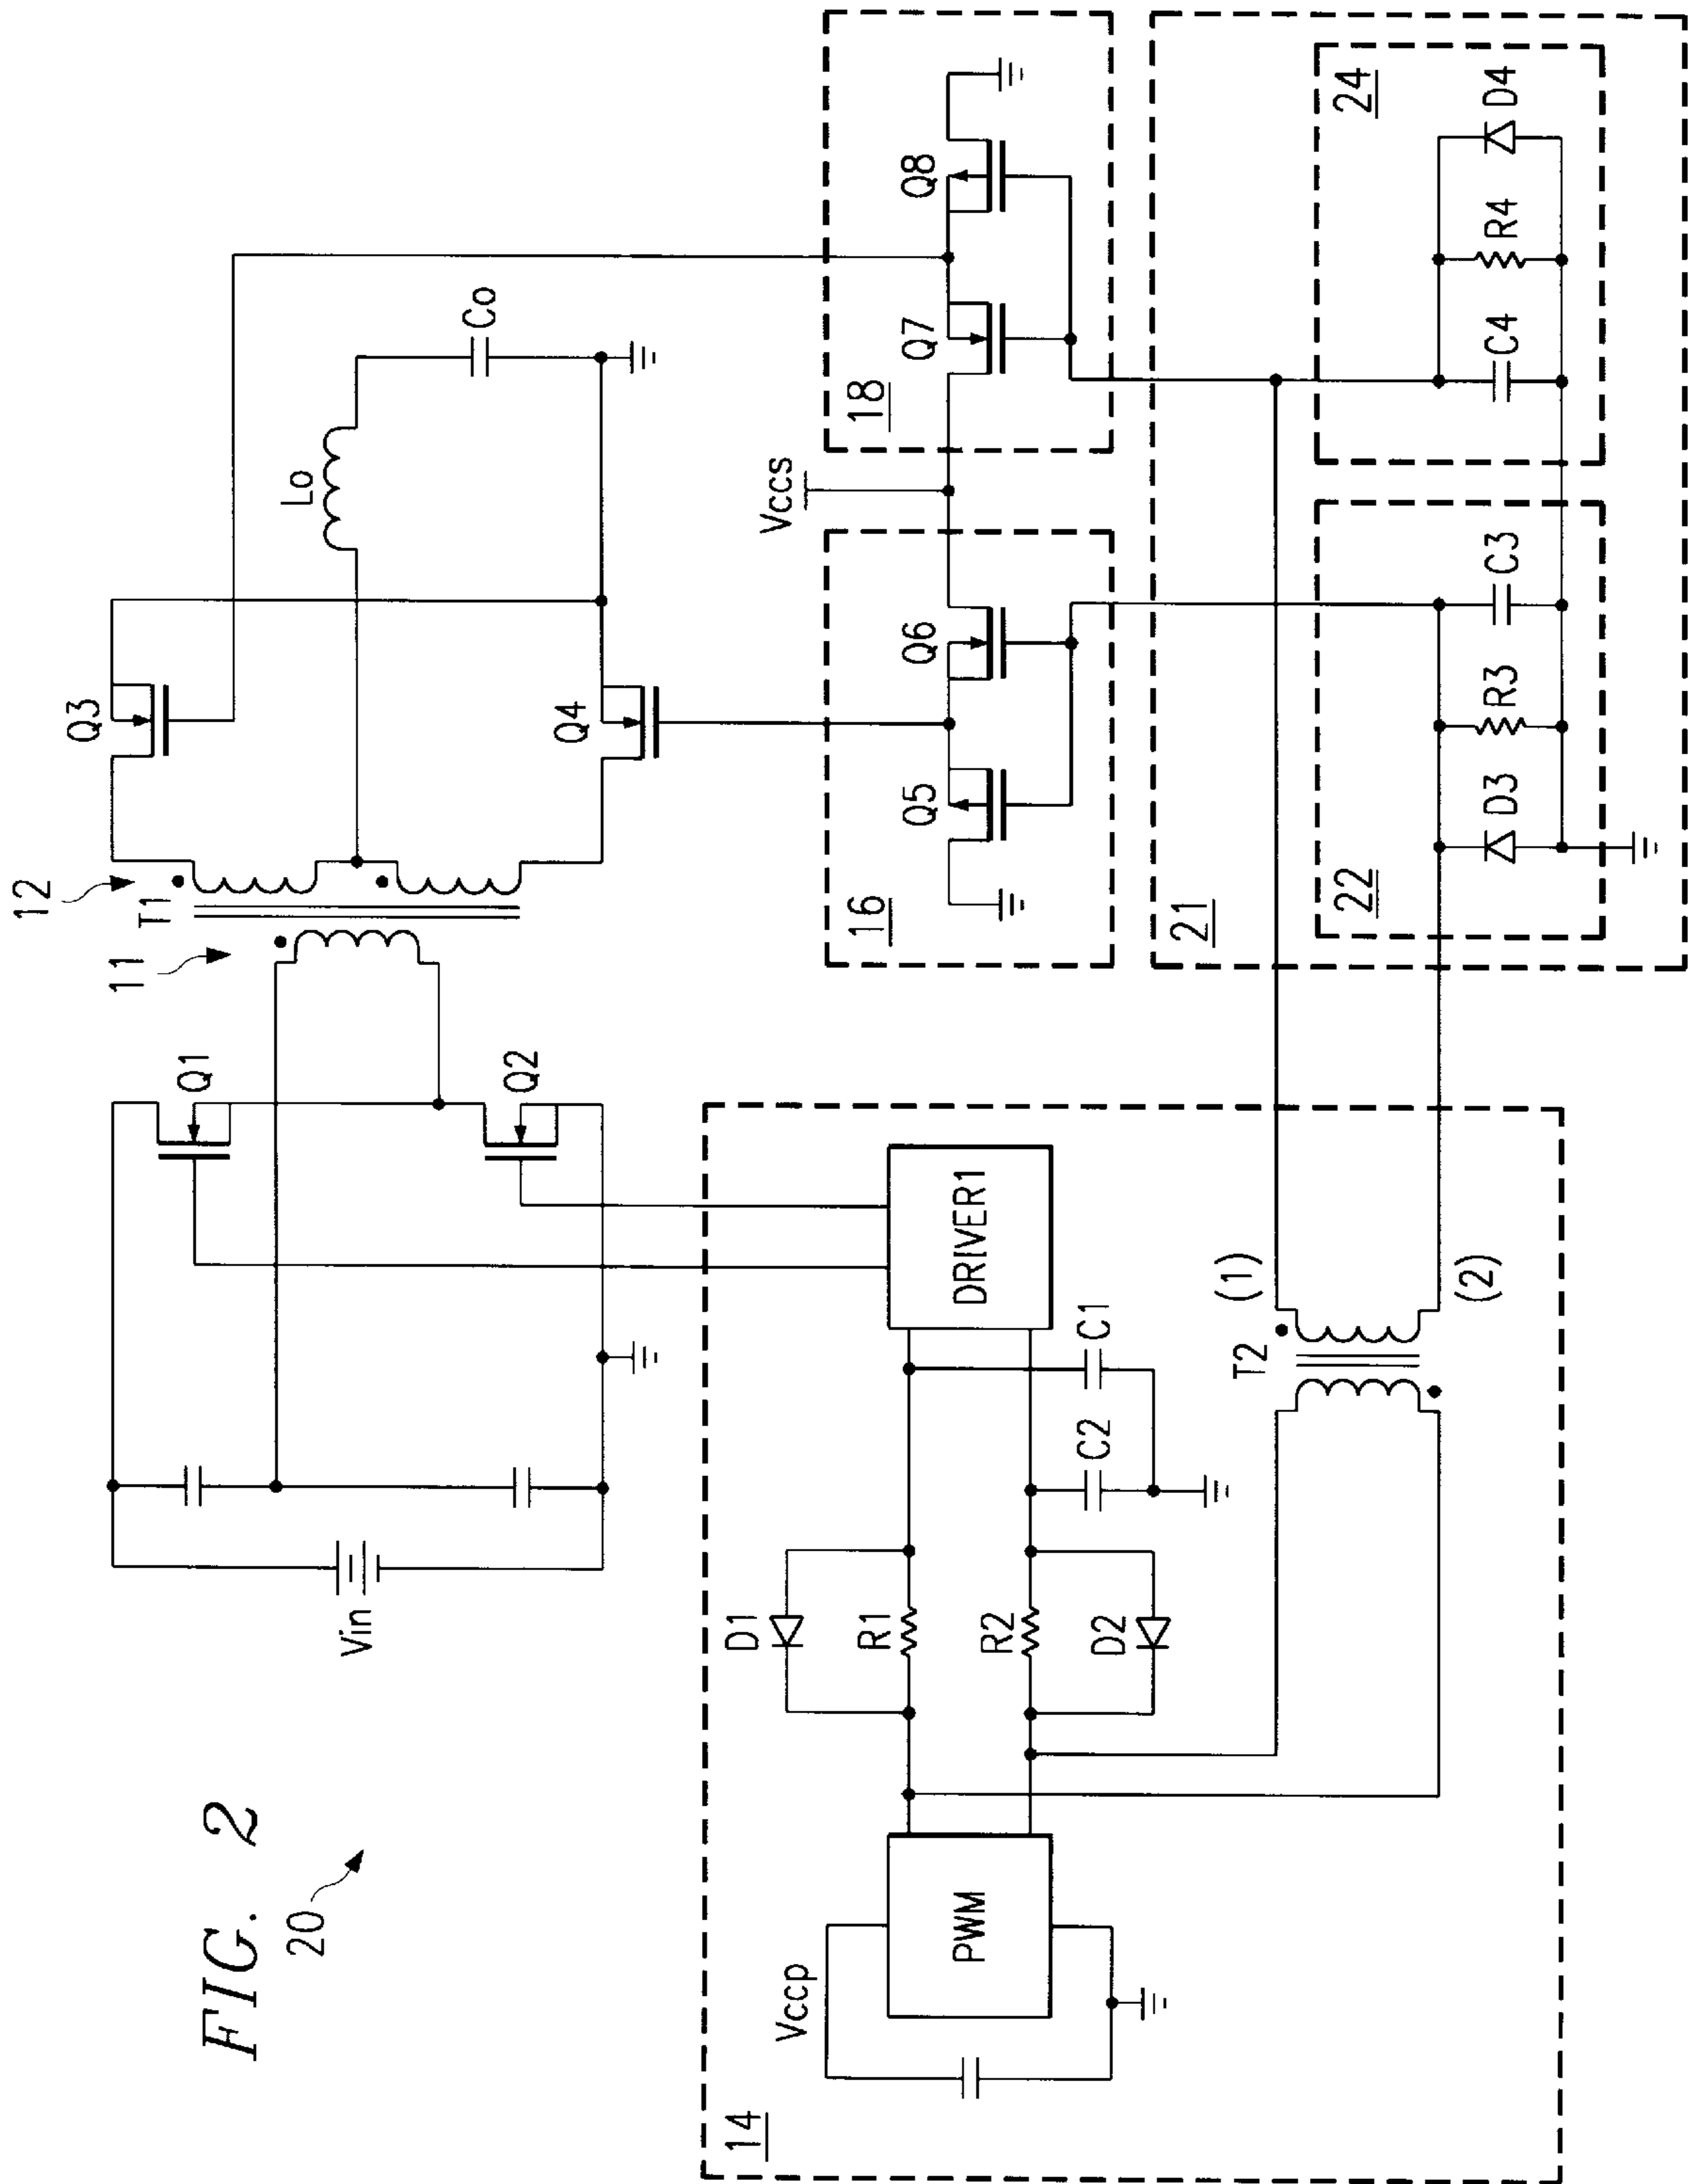 FIG. 2
20
11
12
T1
Q3
Lo
Co
Q1
Q2
Q4
Vin
14
D1
R1
R2
D2
C2
C1
DRIVER1
Vccp
PWM
T2
(1)
(2)
16
Q5
Q6
Vccs
18
Q7
Q8
21
22
D3
R3
C3
24
C4
R4
D4